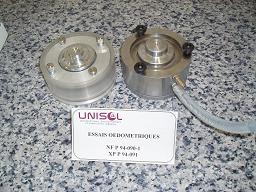 UNISOL
ESSAIS OEDOMETRIQUES
NF P 94-090-1
XP P 94-091